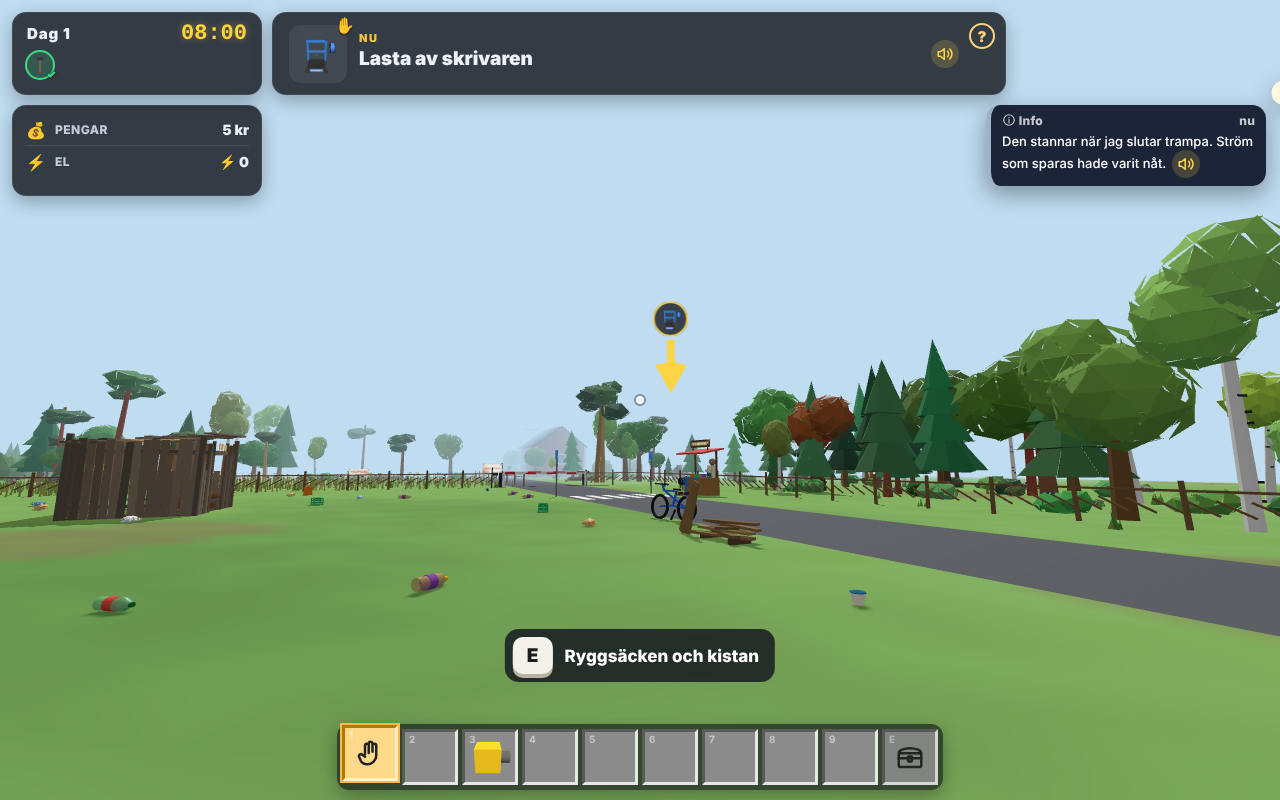 Dag 1
08:00
NU
Lasta av skrivaren
?
PENGAR
5 kr
EL
0
Info
nu
Den stannar när jag slutar trampa. Ström
som sparas hade varit nåt.
E
Ryggsäcken och kistan
1
2
3
4
5
6
7
8
9
E